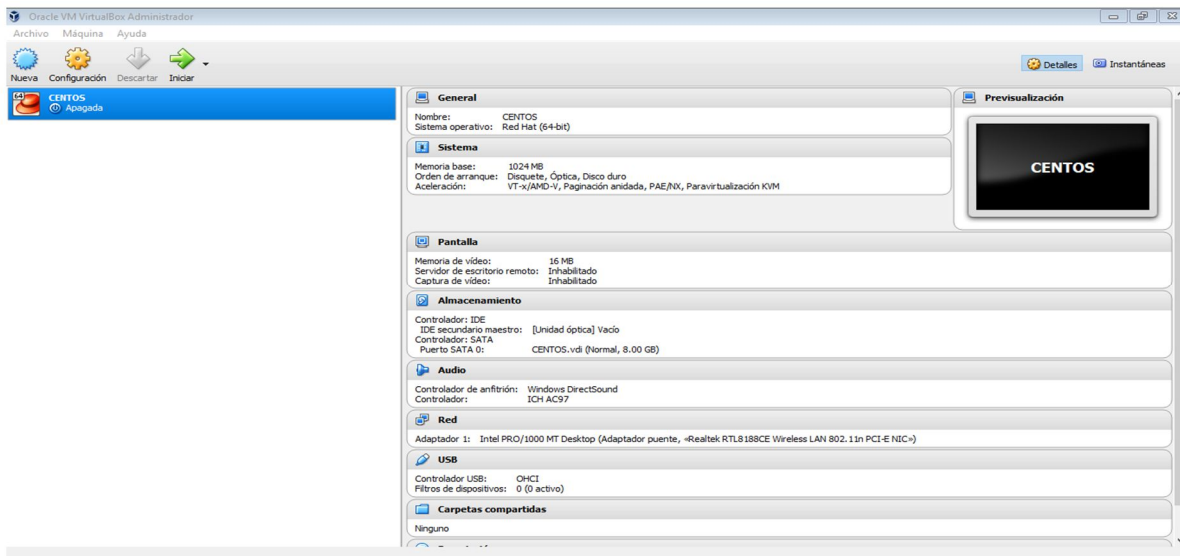 Oracle VM VirtualBox Administrador
Archivo Máquina Ayuda
Nueva Configuración Descartar Iniciar
Detalles Instantáneas
64
CENTOS
Apagada
General
Nombre: CENTOS
Sistema operativo: Red Hat (64-bit)
Previsualización
CENTOS
Sistema
Memoria base: 1024 MB
Orden de arranque: Disquete, Óptica, Disco duro
Aceleración: VT-x/AMD-V, Paginación anidada, PAE/NX, Paravirtualización KVM
Pantalla
Memoria de vídeo: 16 MB
Servidor de escritorio remoto: Inhabilitado
Captura de vídeo: Inhabilitado
Almacenamiento
Controlador: IDE
IDE secundario maestro: [Unidad óptica] Vacío
Controlador: SATA
Puerto SATA 0: CENTOS.vdi (Normal, 8.00 GB)
Audio
Controlador de anfitrión: Windows DirectSound
Controlador: ICH AC97
Red
Adaptador 1: Intel PRO/1000 MT Desktop (Adaptador puente, «Realtek RTL8188CE Wireless LAN 802.11n PCI-E NIC»)
USB
Controlador USB: OHCI
Filtros de dispositivos: 0 (0 activo)
Carpetas compartidas
Ninguno